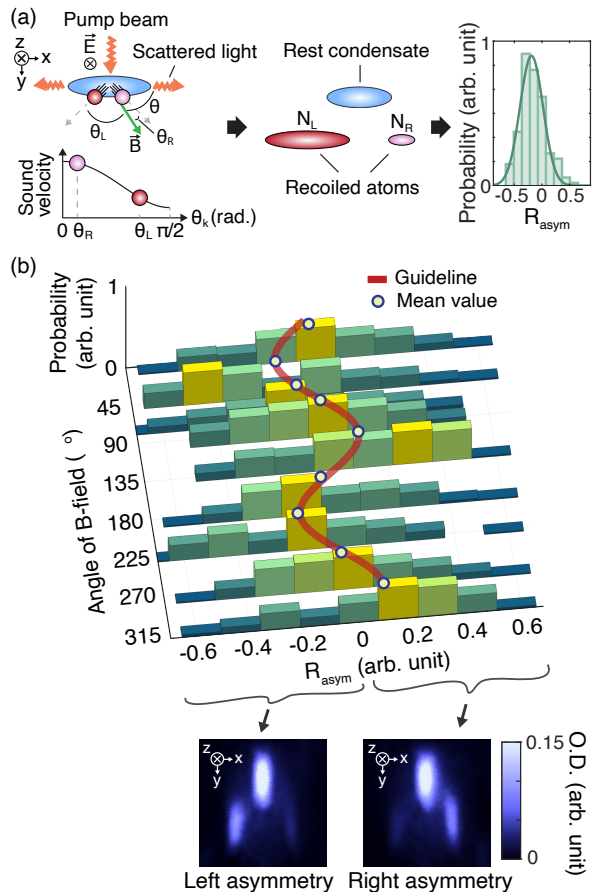 (a)
Pump beam
Z
x
y
E
Scattered light
θ
θL
θR
B
Sound
velocity
0 θR
θL π/2
θk (rad.)
Rest condensate
NL
NR
Recoiled atoms
Probability (arb. unit)
1
0
-0.5 0 0.5
Rasym
(b)
Guideline
Mean value
Probability
(arb. unit)
1
0
45
90
135
180
225
270
315
Angle of B-field (°)
-0.6 -0.4 -0.2 0 0.2 0.4 0.6
Rasym (arb. unit)
z
x
y
z
x
y
0.15
0
O.D. (arb. unit)
Left asymmetry
Right asymmetry